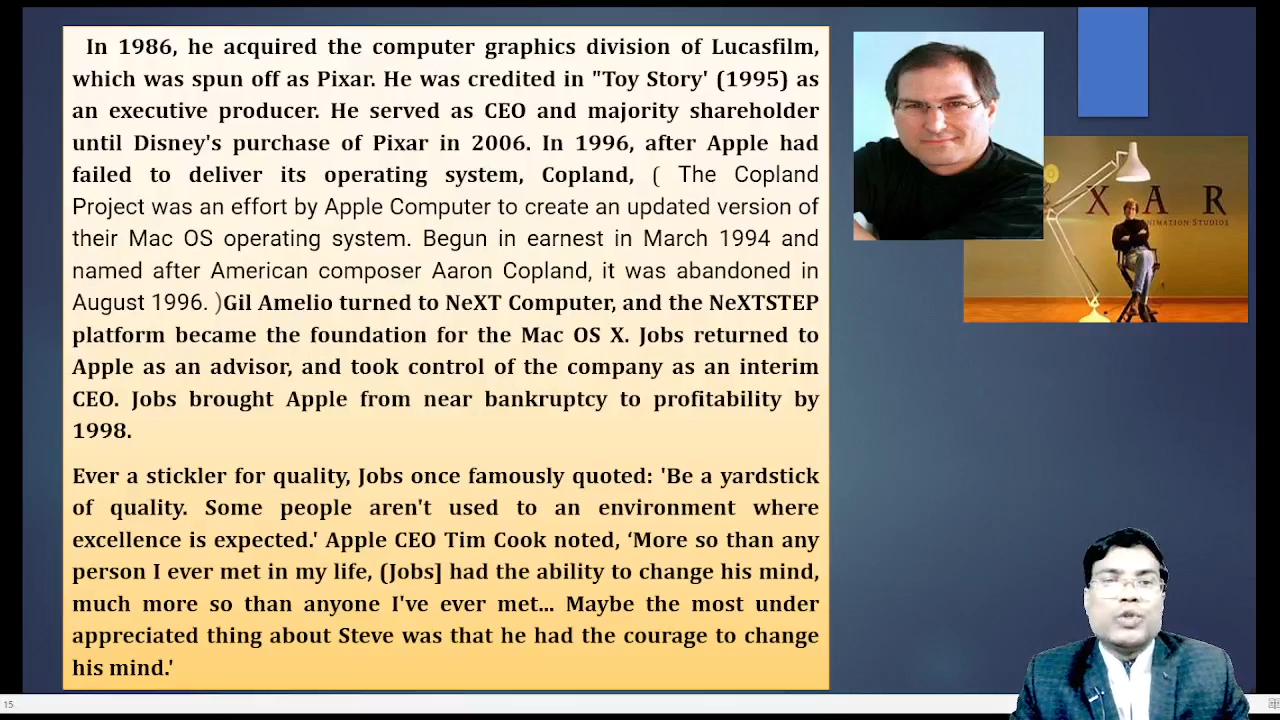 In 1986, he acquired the computer graphics division of Lucasfilm,
which was spun off as Pixar. He was credited in "Toy Story' (1995) as
an executive producer. He served as CEO and majority shareholder
until Disney's purchase of Pixar in 2006. In 1996, after Apple had
failed to deliver its operating system, Copland, ( The Copland
Project was an effort by Apple Computer to create an updated version of
their Mac OS operating system. Begun in earnest in March 1994 and
named after American composer Aaron Copland, it was abandoned in
August 1996. )Gil Amelio turned to NeXT Computer, and the NeXTSTEP
platform became the foundation for the Mac OS X. Jobs returned to
Apple as an advisor, and took control of the company as an interim
CEO. Jobs brought Apple from near bankruptcy to profitability by
1998.
Ever a stickler for quality, Jobs once famously quoted: 'Be a yardstick
of quality. Some people aren't used to an environment where
excellence is expected.' Apple CEO Tim Cook noted, ‘More so than any
person I ever met in my life, (Jobs] had the ability to change his mind,
much more so than anyone I've ever met... Maybe the most under
appreciated thing about Steve was that he had the courage to change
his mind.'
X A R
NIMATION STUDIOS
15